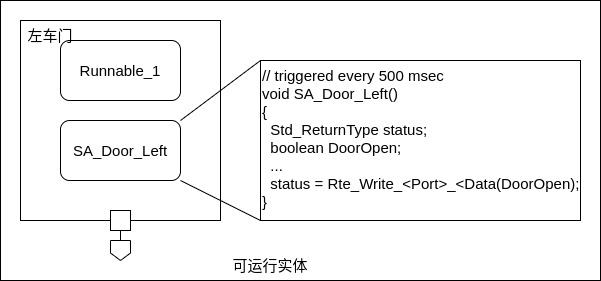 左车门
Runnable_1
SA_Door_Left
// triggered every 500 msec
void SA_Door_Left()
{
  Std_ReturnType status;
  boolean DoorOpen;
  ...
  status = Rte_Write_<Port>_<Data(DoorOpen);
}
可运行实体